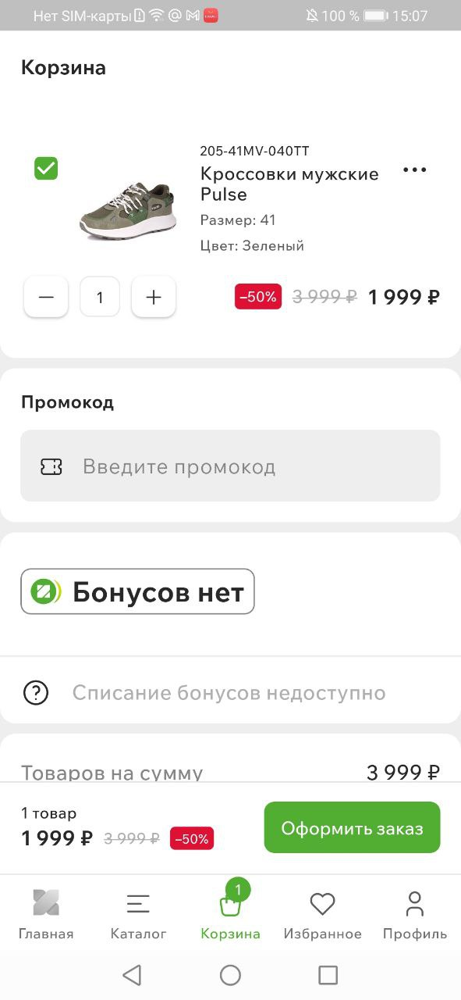 Нет SIM-карты 100 % 15:07
Корзина
205-41MV-040TT
Кроссовки мужские
Pulse
Размер: 41
Цвет: Зеленый
1
–50% 3 999 ₽ 1 999 ₽
Промокод
Введите промокод
Бонусов нет
Списание бонусов недоступно
Товаров на сумму 3 999 ₽
1 товар
1 999 ₽ 3 999 ₽ –50%
Оформить заказ
1
Главная Каталог Корзина Избранное Профиль